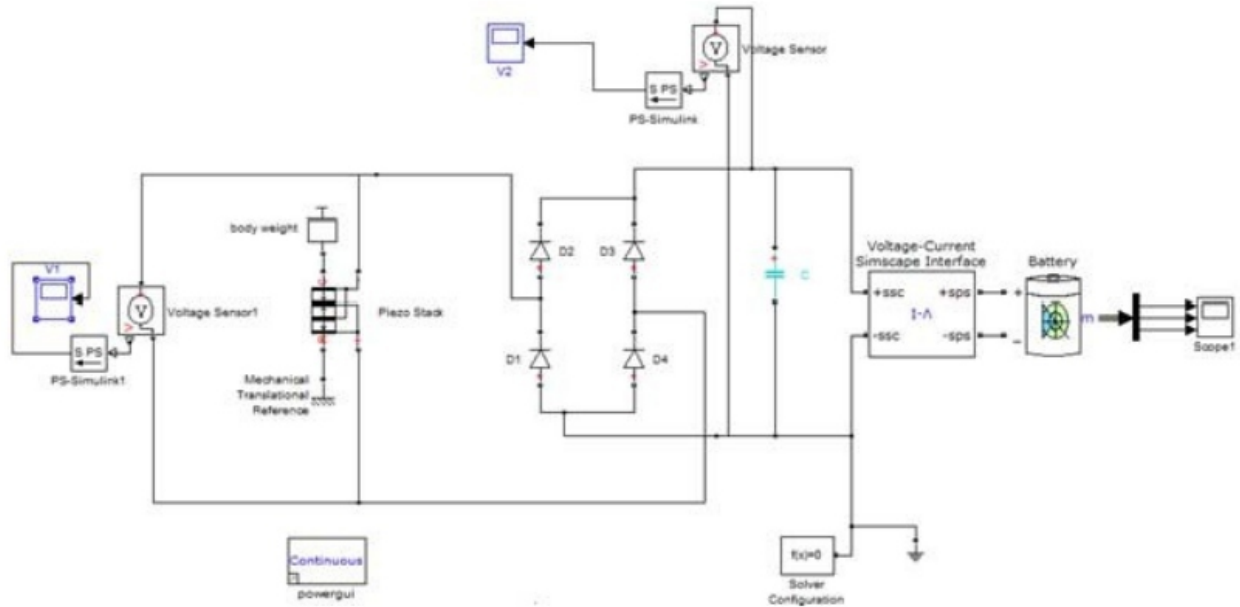 V2
V
Voltage Sensor
S PS
PS-Simulink
body weight
V1
V
Voltage Sensor1
S PS
PS-Simulink1
Piezo Stack
Mechanical
Translational
Reference
D2
D3
D1
D4
C
Voltage-Current
Simscape Interface
+ssc
+sps
-ssc
-sps
Battery
+
m
-
Scope1
Continuous
powergui
f(x)=0
Solver
Configuration